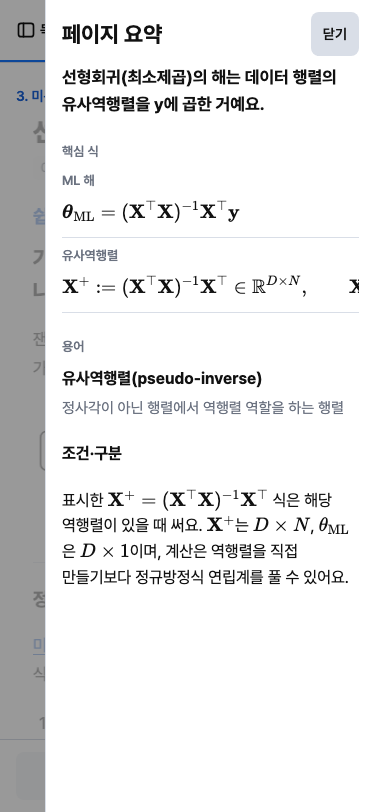 페이지 요약
닫기
선형회귀(최소제곱)의 해는 데이터 행렬의
유사역행렬을 y에 곱한 거예요.
핵심 식
ML 해
θ_ML = (X^⊤X)^−1X^⊤y
유사역행렬
X^+ := (X^⊤X)^−1X^⊤ ∈ ℝ^D×N,
용어
유사역행렬(pseudo-inverse)
정사각이 아닌 행렬에서 역행렬 역할을 하는 행렬
조건·구분
표시한 X^+ = (X^⊤X)^−1X^⊤ 식은 해당
역행렬이 있을 때 써요. X^+는 D × N, θ_ML
은 D × 1이며, 계산은 역행렬을 직접
만들기보다 정규방정식 연립계를 풀 수 있어요.